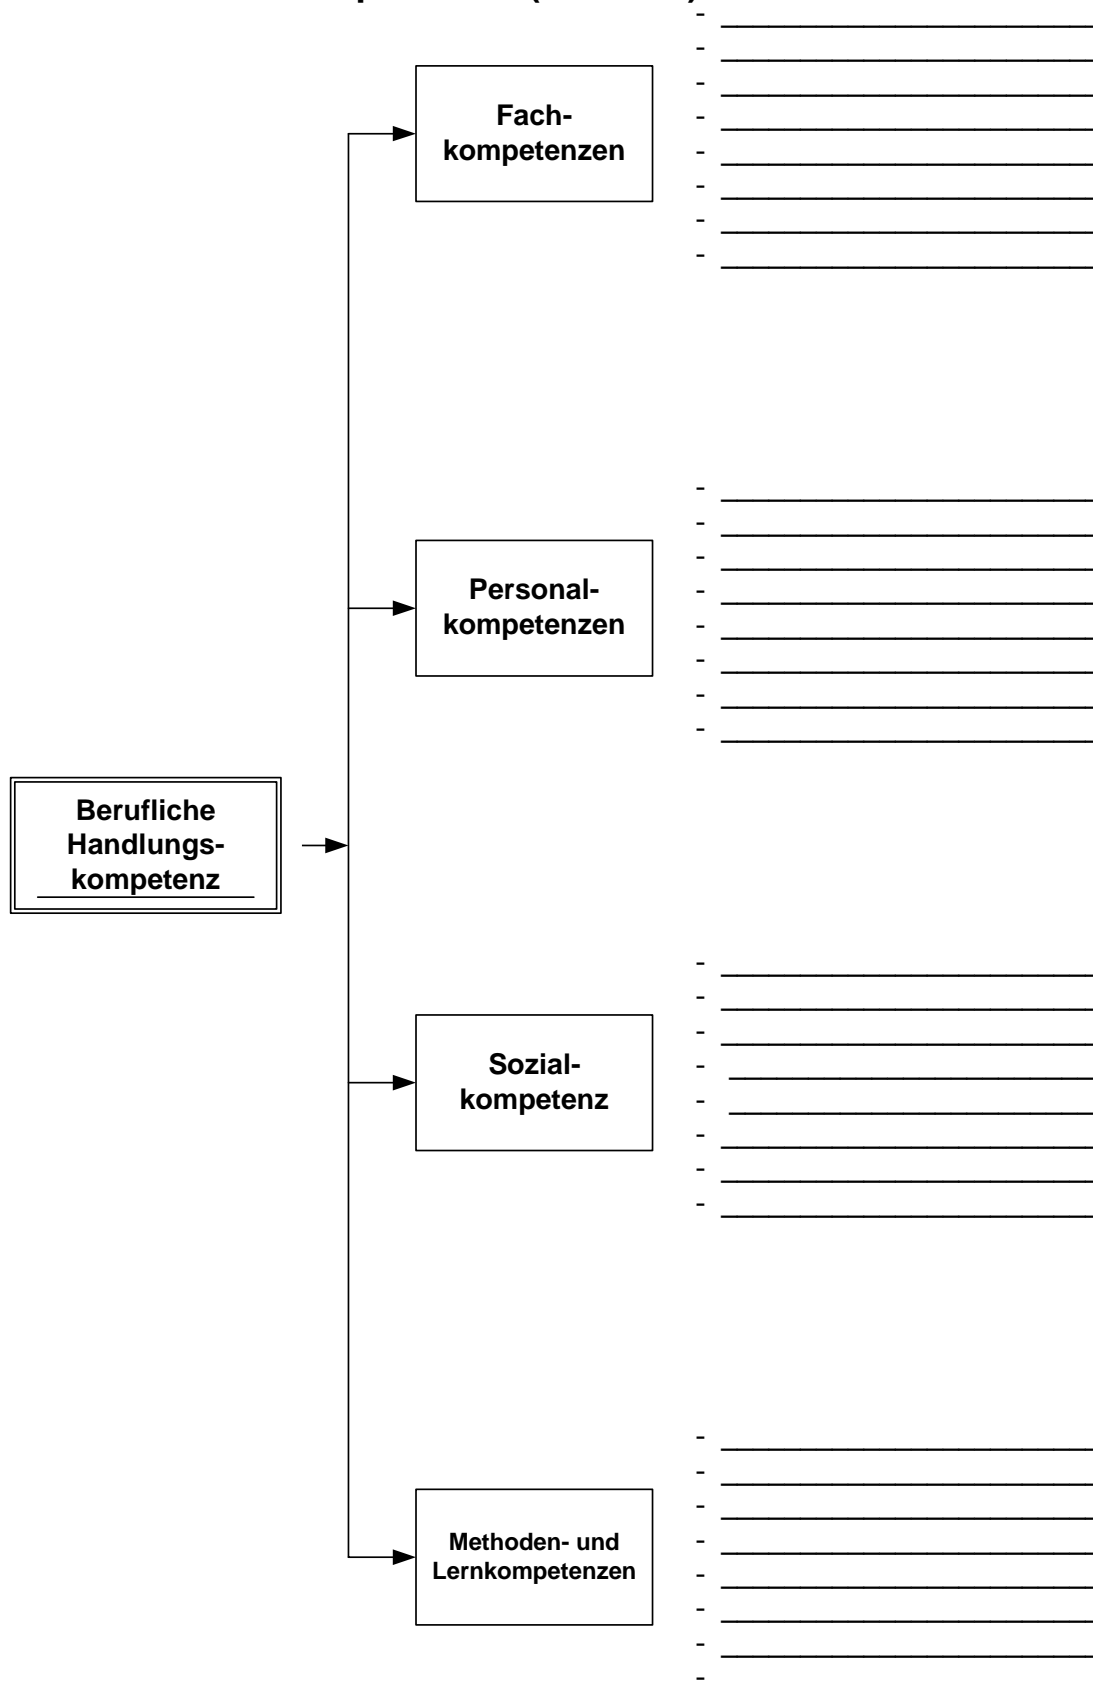 Fach-
kompetenzen
Personal-
kompetenzen
Berufliche
Handlungs-
kompetenz
Sozial-
kompetenz
Methoden- und
Lernkompetenzen